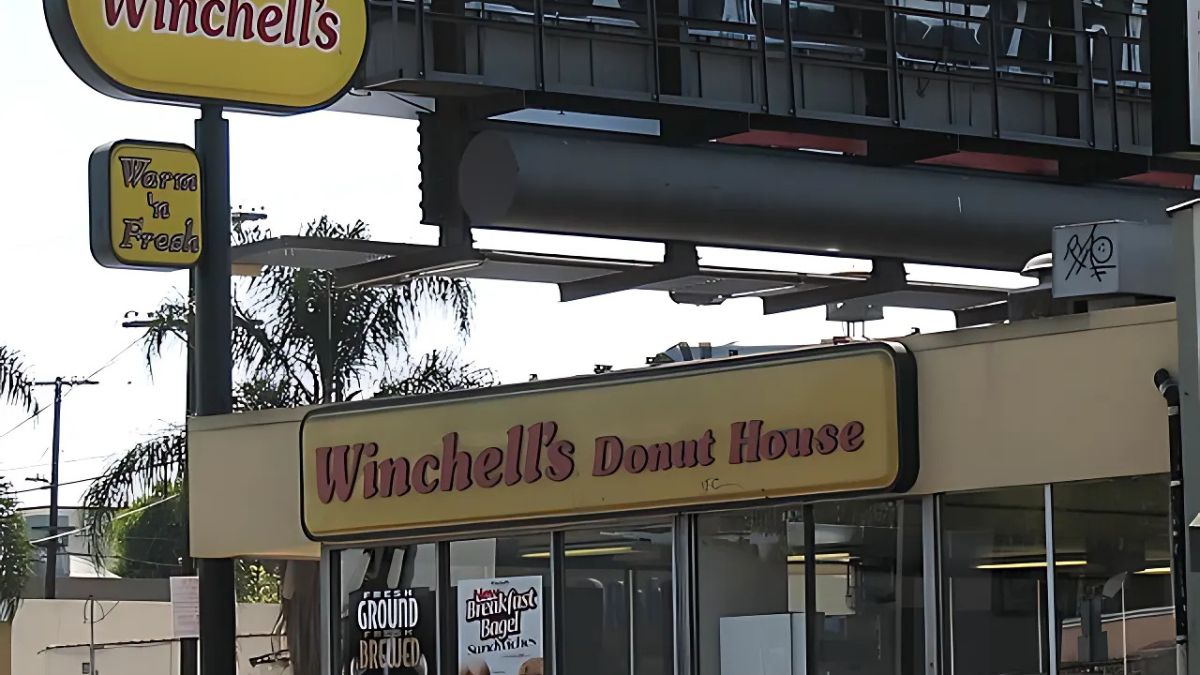 Winchell's
Warm
'n
Fresh
Winchell's Donut House
FRESH
GROUND
FRESH
BREWED
New
Breakfast
Bagel
Sandwiches